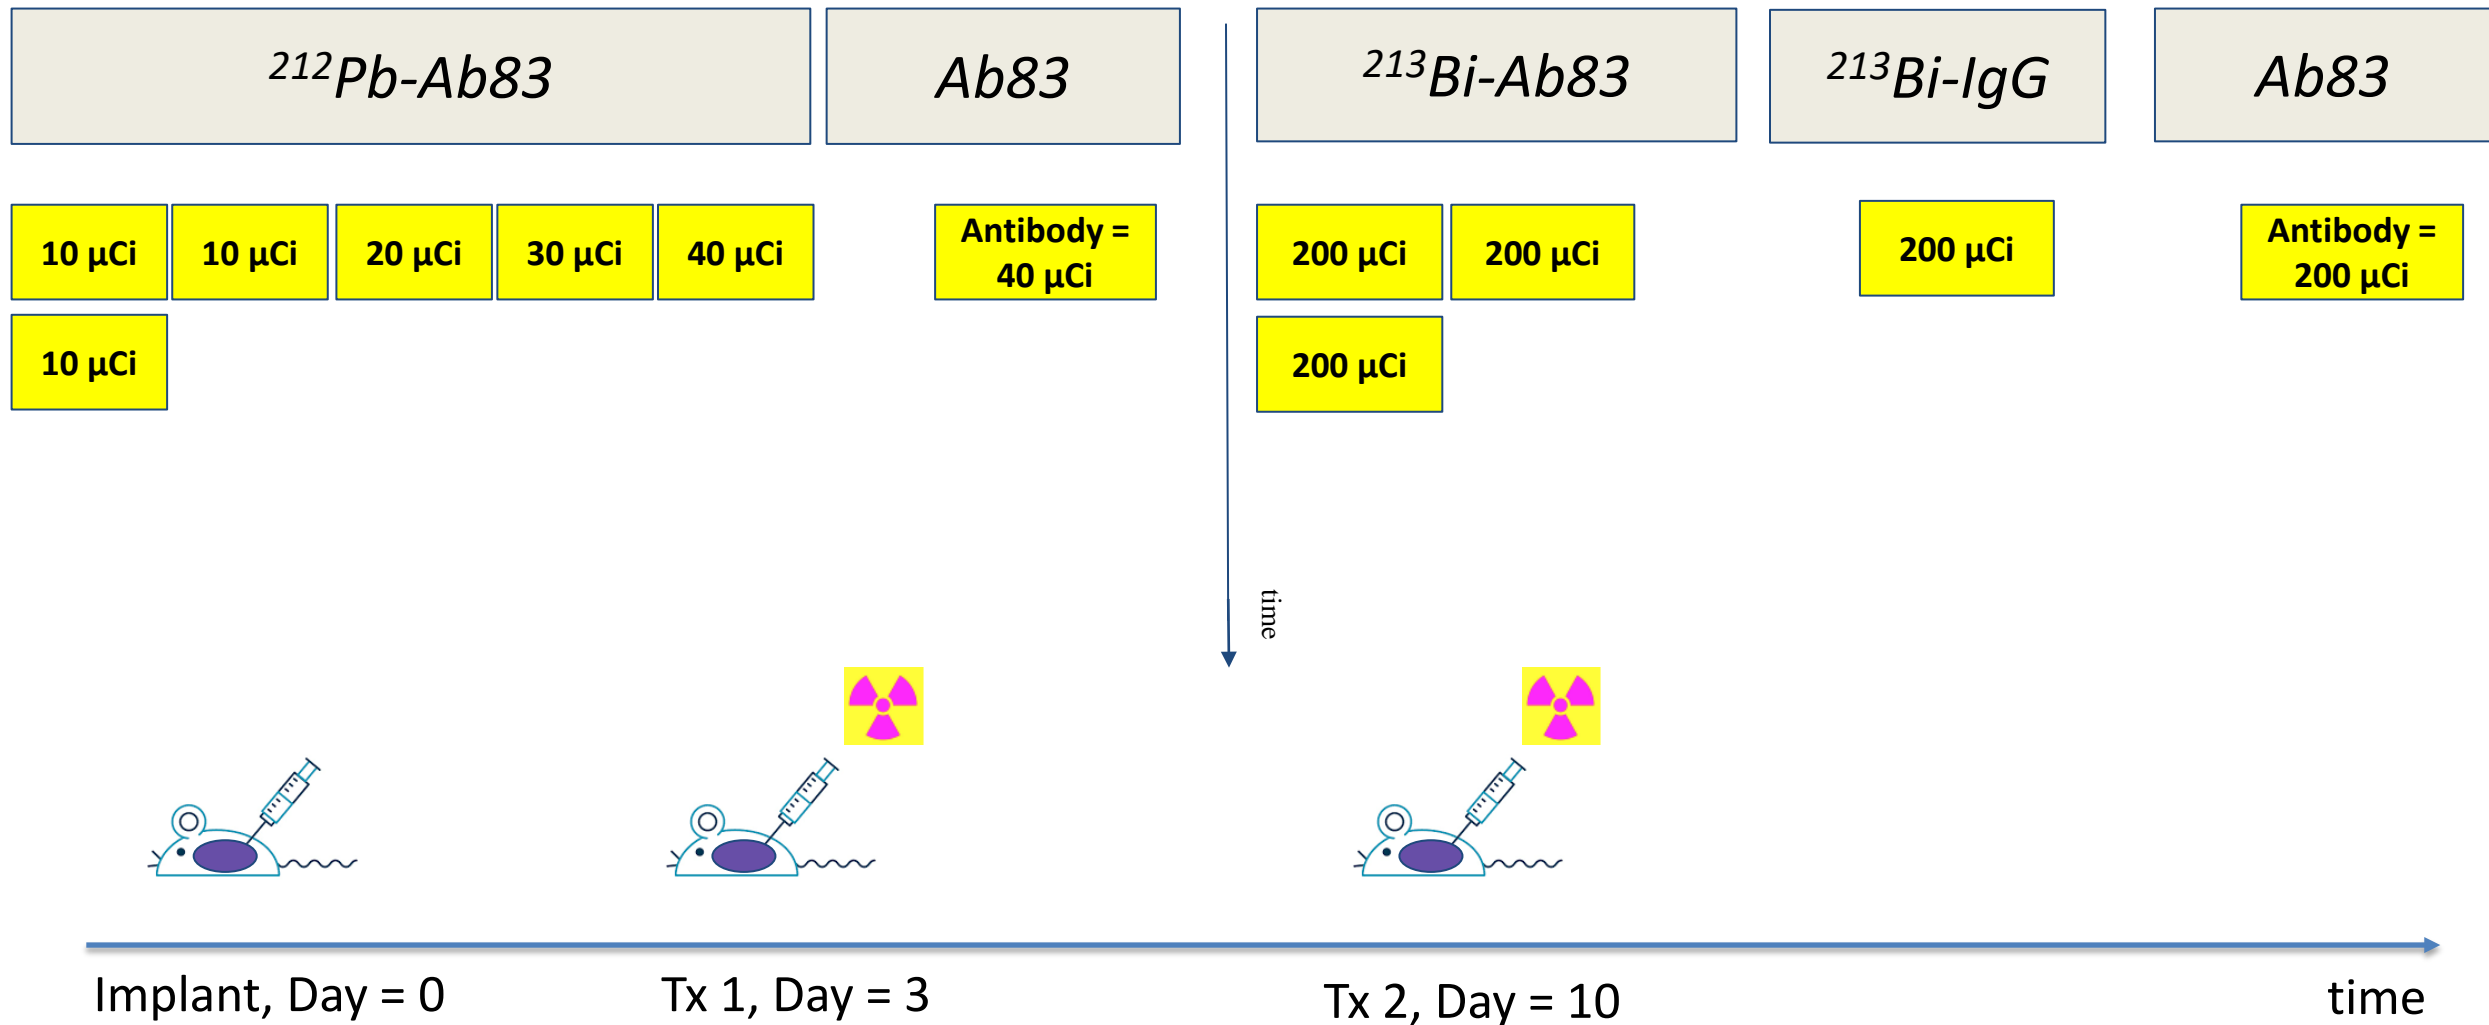 ²¹²Pb-Ab83
Ab83
²¹³Bi-Ab83
²¹³Bi-IgG
Ab83
10 µCi
10 µCi
20 µCi
30 µCi
40 µCi
Antibody =
40 µCi
200 µCi
200 µCi
200 µCi
Antibody =
200 µCi
10 µCi
200 µCi
time
Implant, Day = 0
Tx 1, Day = 3
Tx 2, Day = 10
time